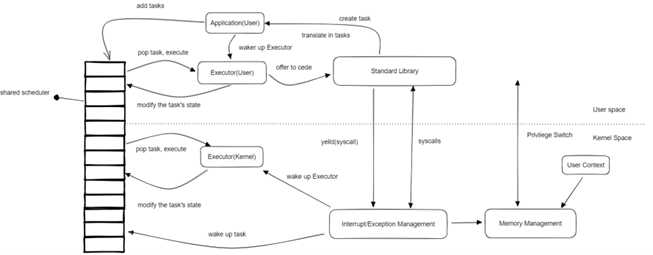 add tasks
Application(User)
create task
translate in tasks
waker up Executor
pop task, execute
Executor(User)
offer to cede
Standard Library
shared scheduler
modify the task's state
User space
Privilege Switch
Kernel Space
yeild(syscall)
syscalls
pop task, execute
Executor(Kernel)
User Context
wake up Executor
modify the task's state
Interrupt/Exception Management
Memory Management
wake up task